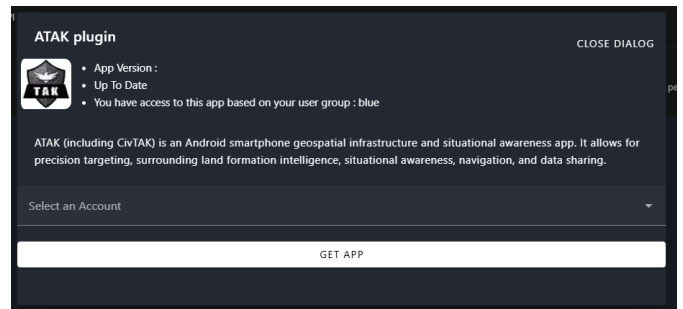 ATAK plugin
CLOSE DIALOG
TAK
App Version :
Up To Date
You have access to this app based on your user group : blue
pe
ATAK (including CivTAK) is an Android smartphone geospatial infrastructure and situational awareness app. It allows for
precision targeting, surrounding land formation intelligence, situational awareness, navigation, and data sharing.
Select an Account
GET APP